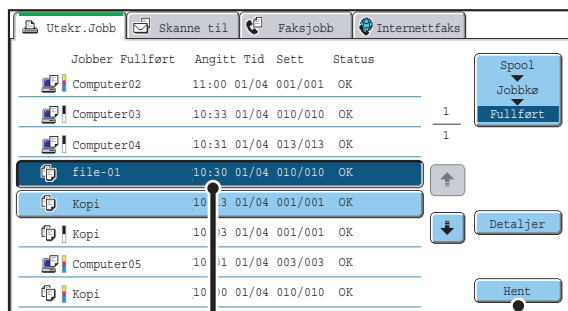 Utskr.Jobb Skanne til Faksjobb Internettfaks
Jobber Fullført Angitt Tid Sett Status
Computer02 11:00 01/04 001/001 OK
Computer03 10:33 01/04 010/010 OK
Computer04 10:31 01/04 013/013 OK
file-01 10:30 01/04 010/010 OK
Kopi 01/04 001/001 OK
Kopi 01/04 001/001 OK
Computer05 01/04 003/003 OK
Kopi 01/04 010/010 OK
1
1
Spool
Jobbkø
Fullført
Detaljer
Hent